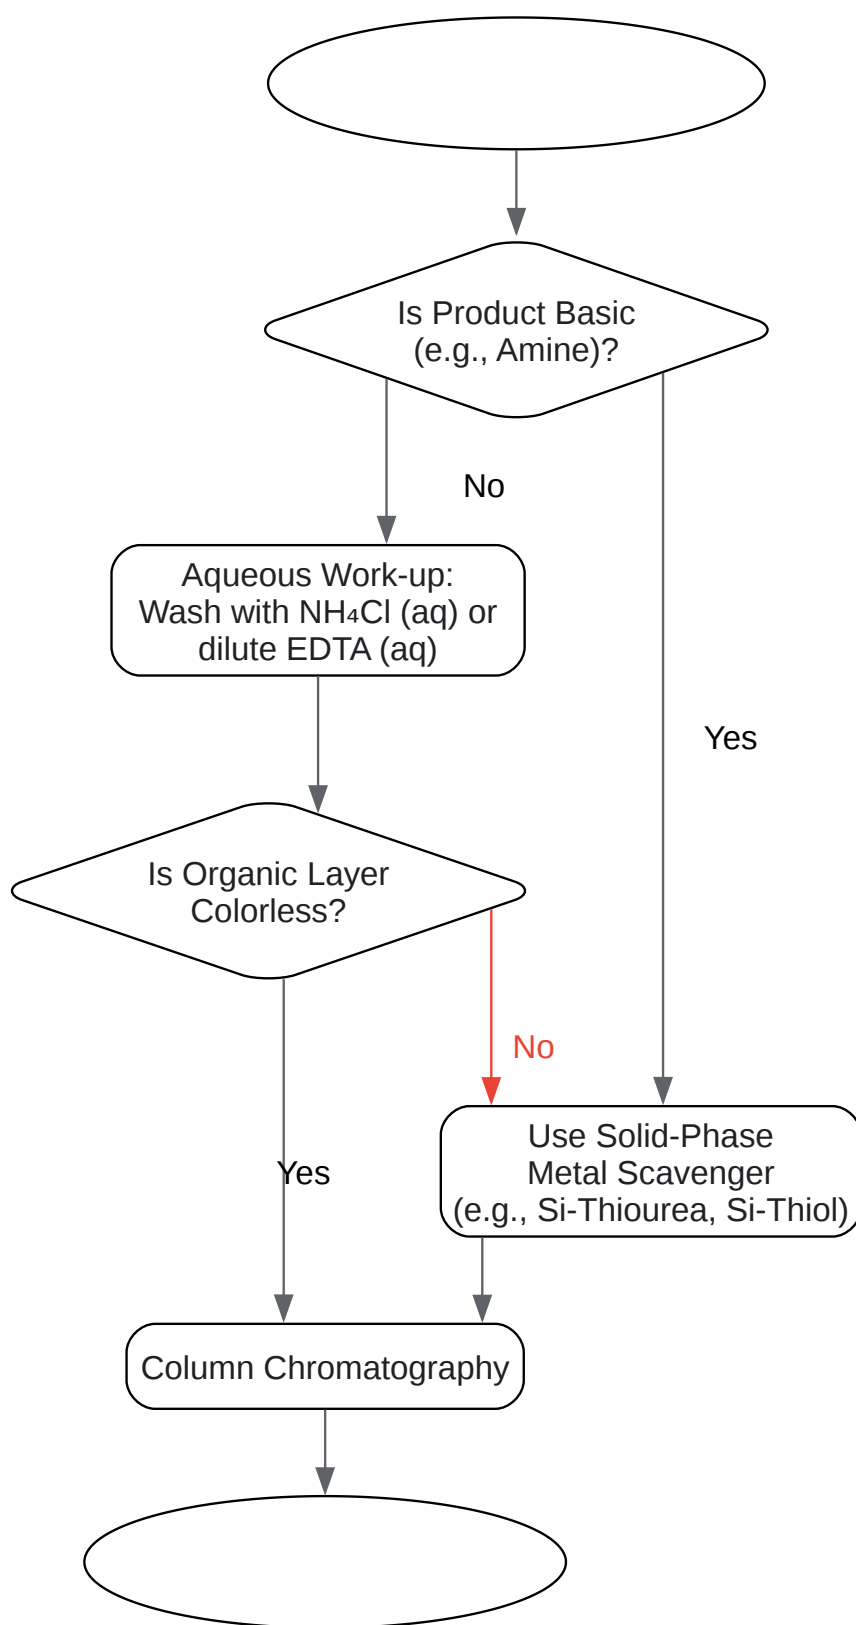 Is Product Basic
(e.g., Amine)?
No
Aqueous Work-up:
Wash with NH₄Cl (aq) or
dilute EDTA (aq)
Yes
Is Organic Layer
Colorless?
No
Use Solid-Phase
Metal Scavenger
(e.g., Si-Thiourea, Si-Thiol)
Yes
Column Chromatography